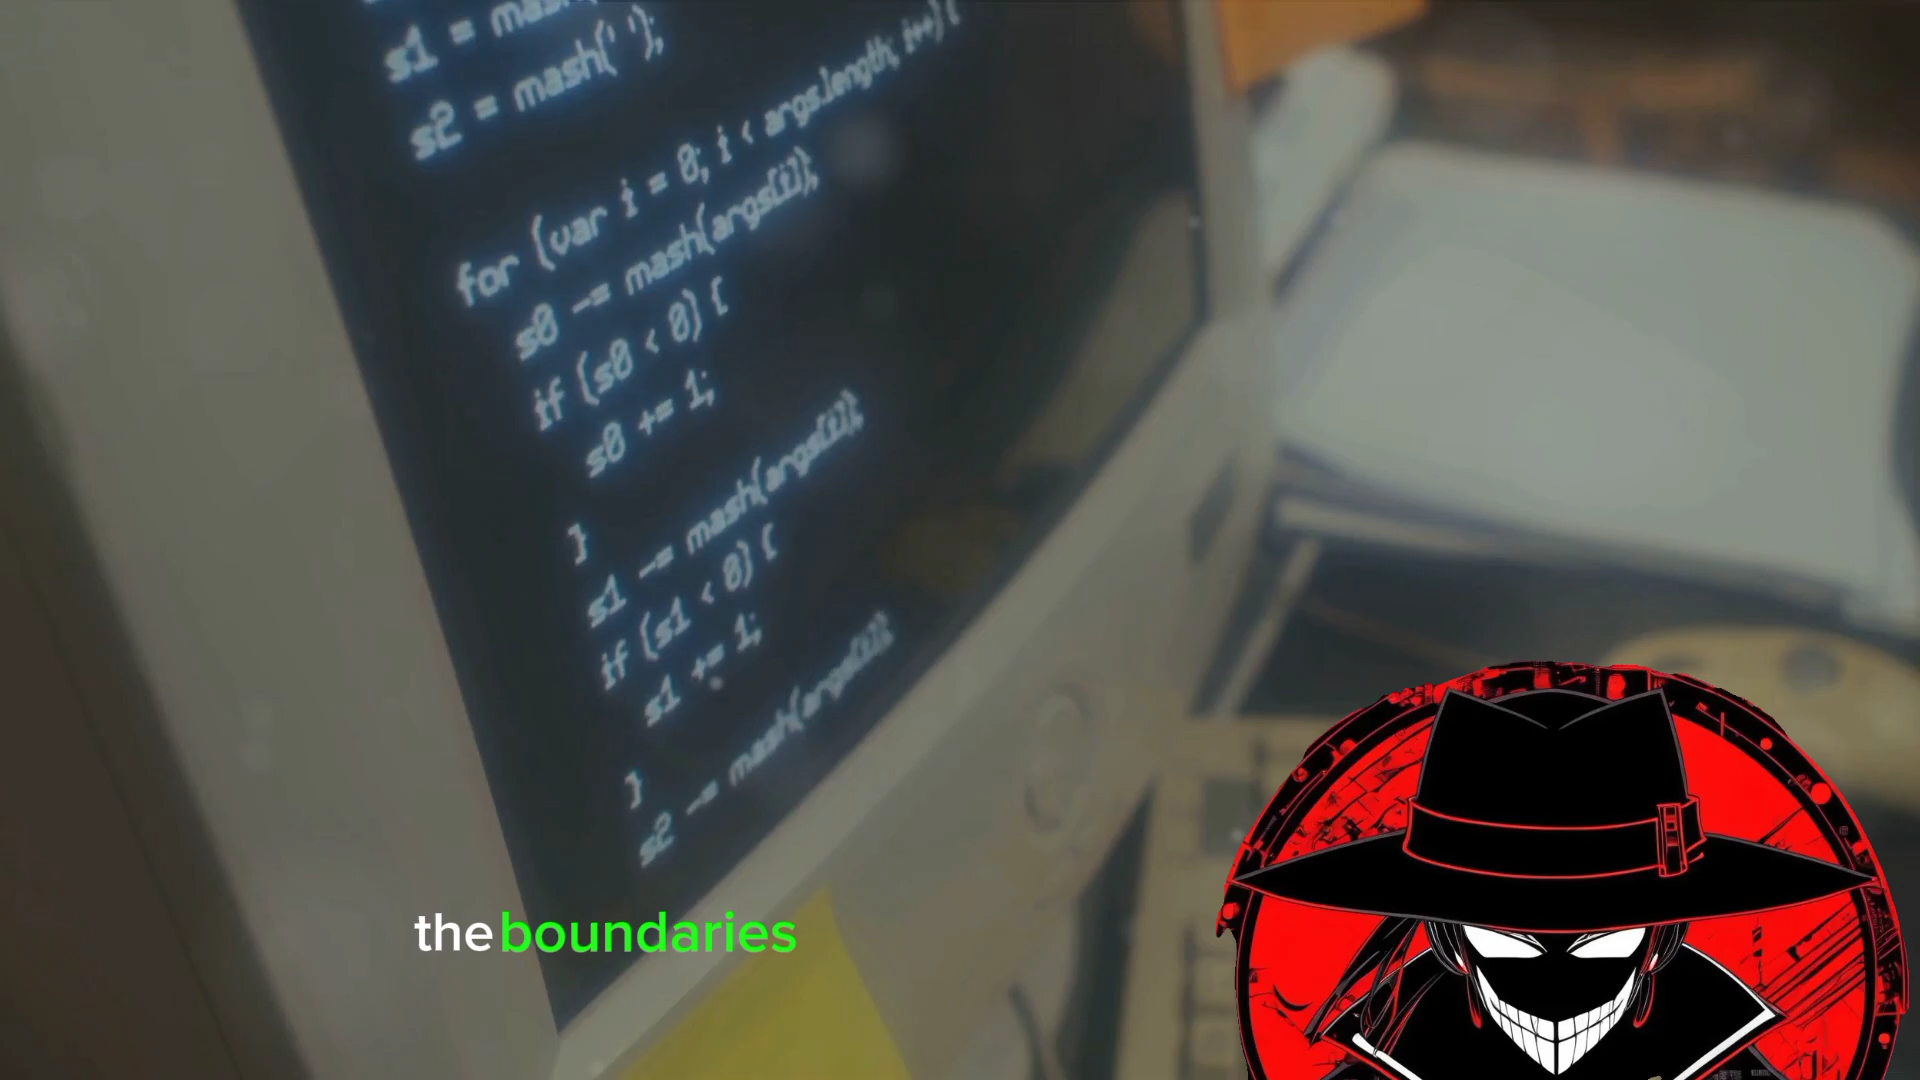 s1 = mash(
s2 = mash(' ');
for (var i = 0; i < args.length; i++) {
s0 -= mash(args[i]);
if (s0 < 0) {
s0 += 1;
}
s1 -= mash(args[i]);
if (s1 < 0) {
s1 += 1;
}
s2 -= mash(args[i]);
the boundaries